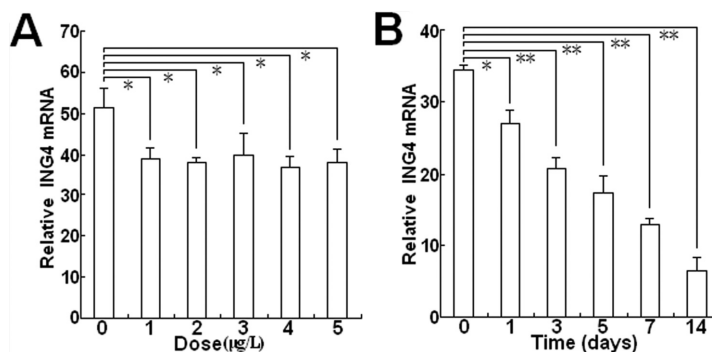 A
Relative ING4 mRNA
70
60
50
40
30
20
10
0
* * * * *
0 1 2 3 4 5
Dose(μg/L)
B
Relative ING4 mRNA
40
30
20
10
0
* ** ** ** **
0 1 3 5 7 14
Time (days)